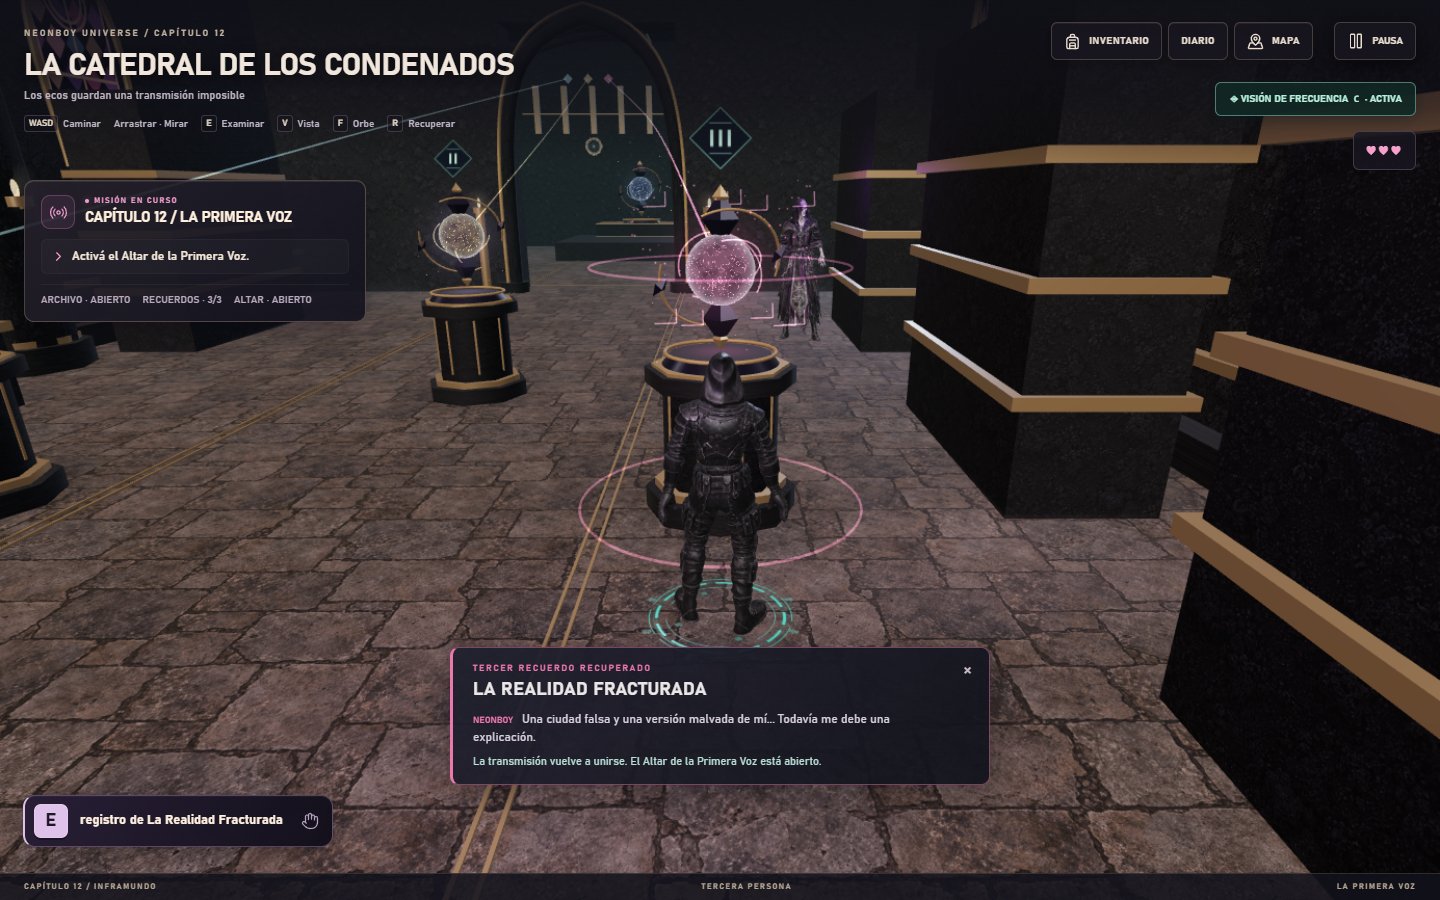 NEONBOY UNIVERSE / CAPÍTULO 12
LA CATEDRAL DE LOS CONDENADOS
Los ecos guardan una transmisión imposible
WASD Caminar Arrastrar · Mirar E Examinar V Vista F Orbe R Recuperar
INVENTARIO
DIARIO
MAPA
PAUSA
VISIÓN DE FRECUENCIA C · ACTIVA
MISIÓN EN CURSO
CAPÍTULO 12 / LA PRIMERA VOZ
Activá el Altar de la Primera Voz.
ARCHIVO · ABIERTO RECUERDOS · 3/3 ALTAR · ABIERTO
II
III
TERCER RECUERDO RECUPERADO
LA REALIDAD FRACTURADA
NEONBOY Una ciudad falsa y una versión malvada de mí... Todavía me debe una
explicación.
La transmisión vuelve a unirse. El Altar de la Primera Voz está abierto.
E registro de La Realidad Fracturada
CAPÍTULO 12 / INFRAMUNDO
TERCERA PERSONA
LA PRIMERA VOZ